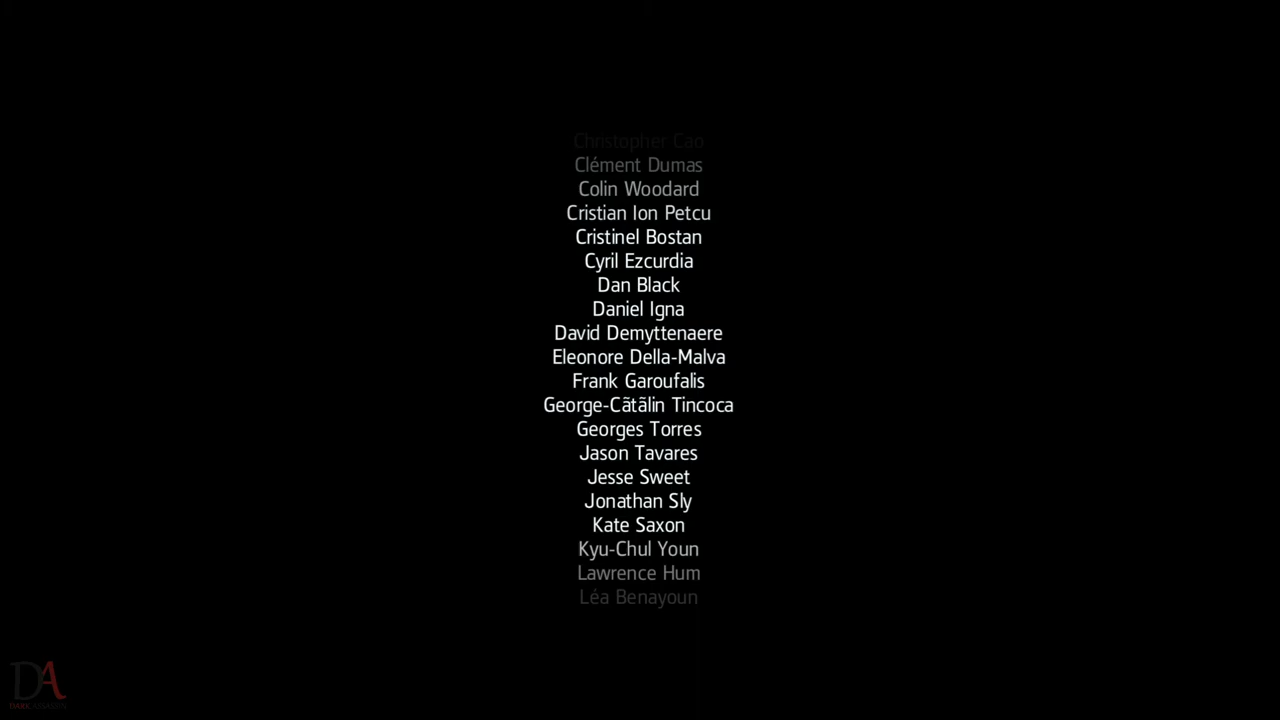 Christopher Cao
Clément Dumas
Colin Woodard
Cristian Ion Petcu
Cristinel Bostan
Cyril Ezcurdia
Dan Black
Daniel Igna
David Demyttenaere
Eleonore Della-Malva
Frank Garoufalis
George-Cãtãlin Tincoca
Georges Torres
Jason Tavares
Jesse Sweet
Jonathan Sly
Kate Saxon
Kyu-Chul Youn
Lawrence Hum
Léa Benayoun
DA